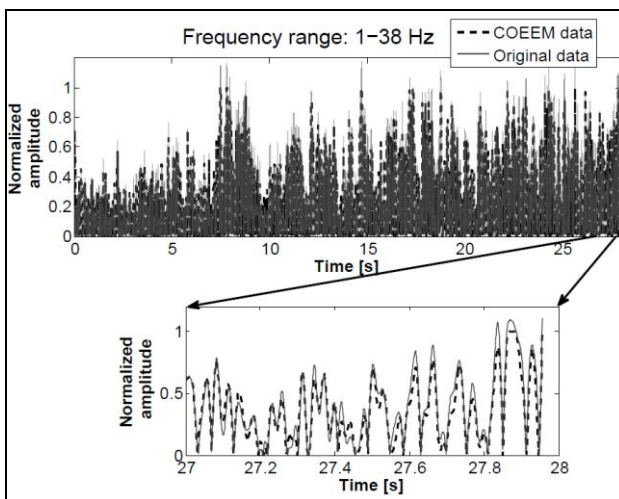 Frequency range: 1−38 Hz
COEEM data
Original data
Normalized
amplitude
1
0.8
0.6
0.4
0.2
0
0 5 10 15 20 25
Time [s]
Normalized
amplitude
1
0.5
0
27 27.2 27.4 27.6 27.8 28
Time [s]